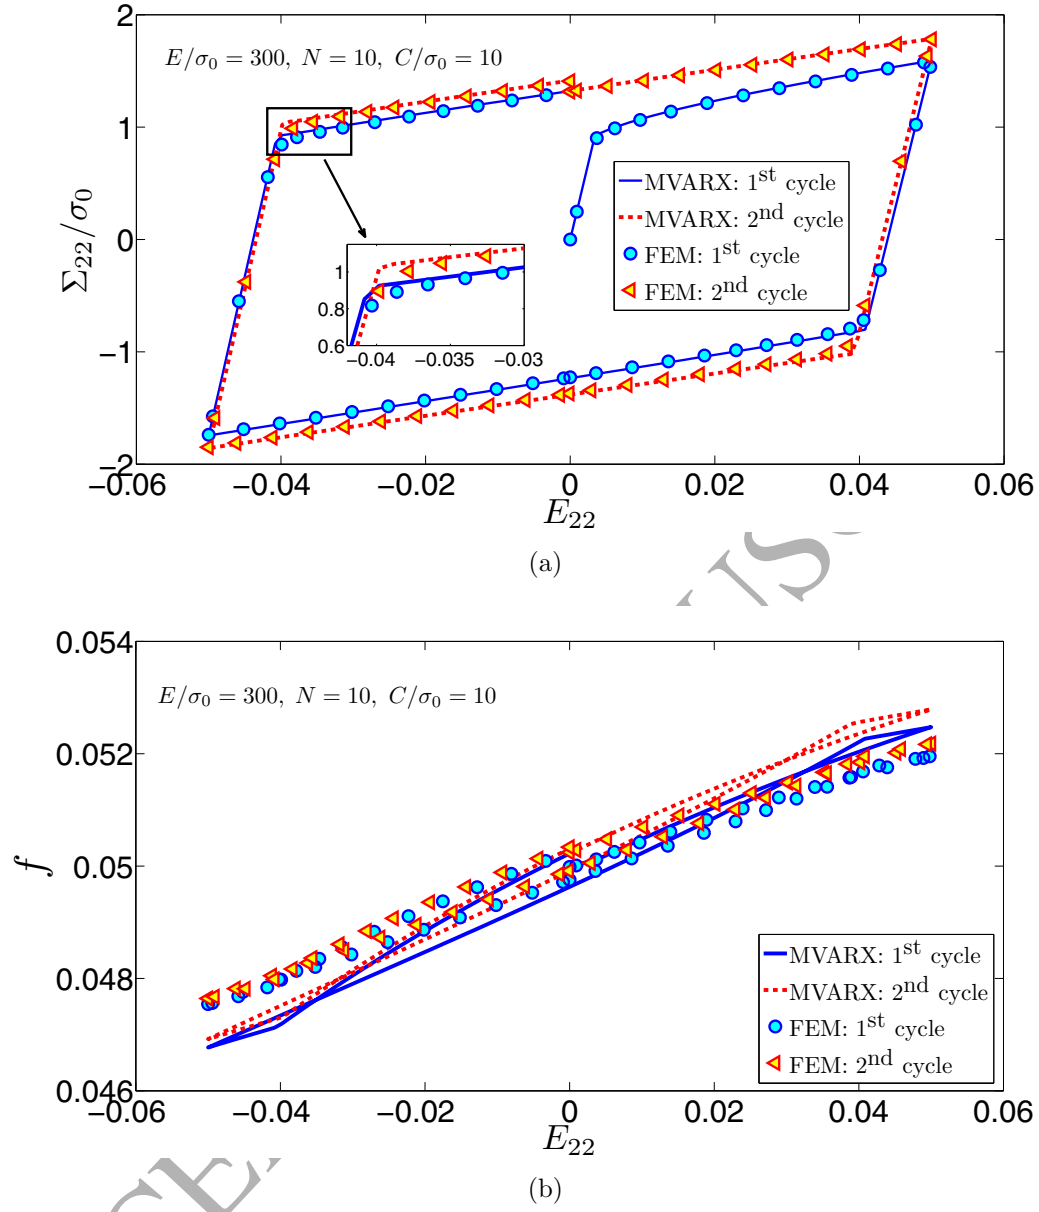 2
1
0
−1
−2
Σ22/σ0
E/σ0 = 300, N = 10, C/σ0 = 10
MVARX: 1st cycle
MVARX: 2nd cycle
FEM: 1st cycle
FEM: 2nd cycle
1
0.8
0.6
−0.04 −0.035 −0.03
−0.06 −0.04 −0.02 0 0.02 0.04 0.06
E22
(a)
0.054
0.052
0.05
0.048
0.046
f
E/σ0 = 300, N = 10, C/σ0 = 10
MVARX: 1st cycle
MVARX: 2nd cycle
FEM: 1st cycle
FEM: 2nd cycle
−0.06 −0.04 −0.02 0 0.02 0.04 0.06
E22
(b)